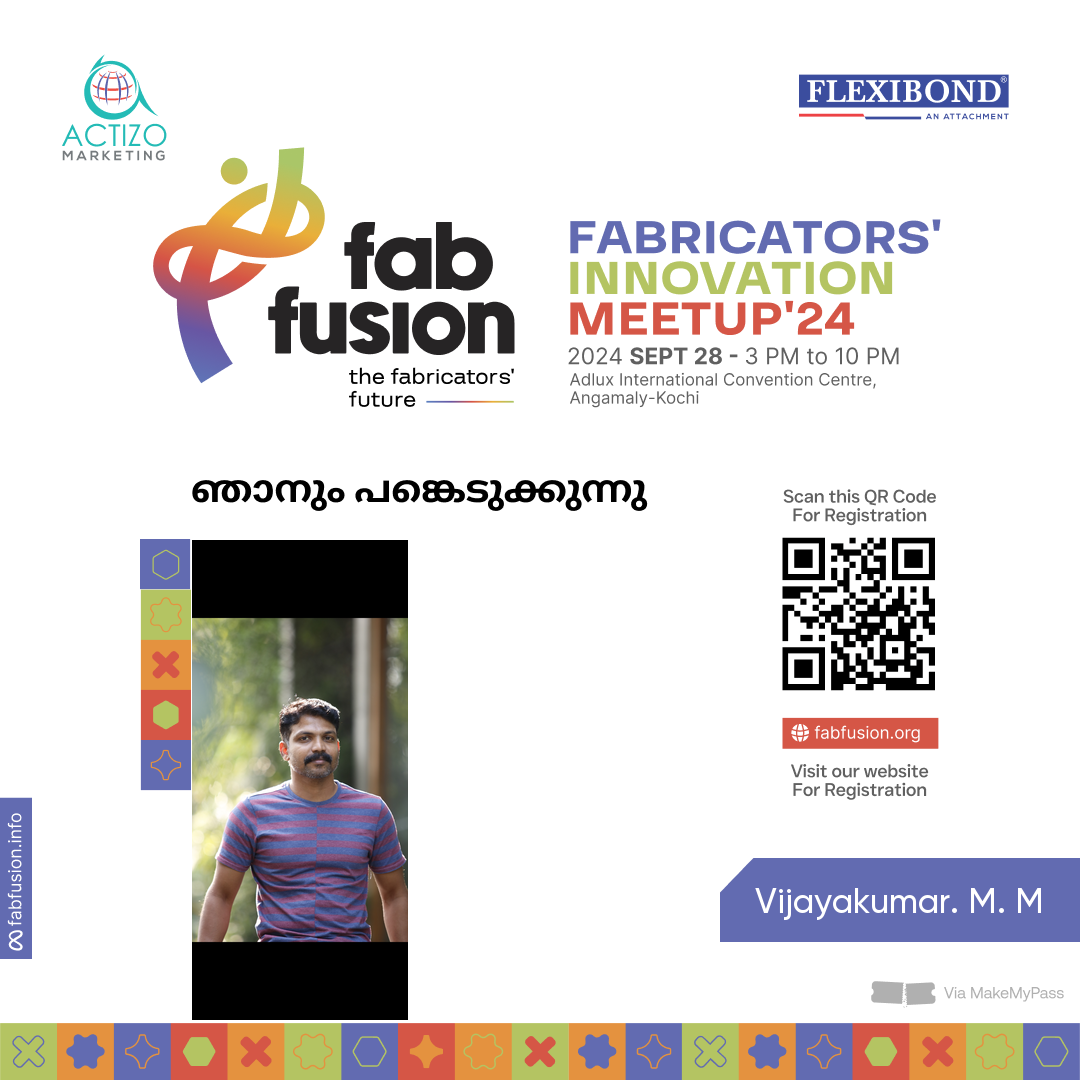 ACTIZO
MARKETING
FLEXIBOND®
AN ATTACHMENT
fab
fusion
the fabricators'
future
FABRICATORS'
INNOVATION
MEETUP'24
2024 SEPT 28 - 3 PM to 10 PM
Adlux International Convention Centre,
Angamaly-Kochi
ഞാനും പങ്കെടുക്കുന്നു
Scan this QR Code
For Registration
fabfusion.org
Visit our website
For Registration
fabfusion.info
Vijayakumar. M. M
Via MakeMyPass